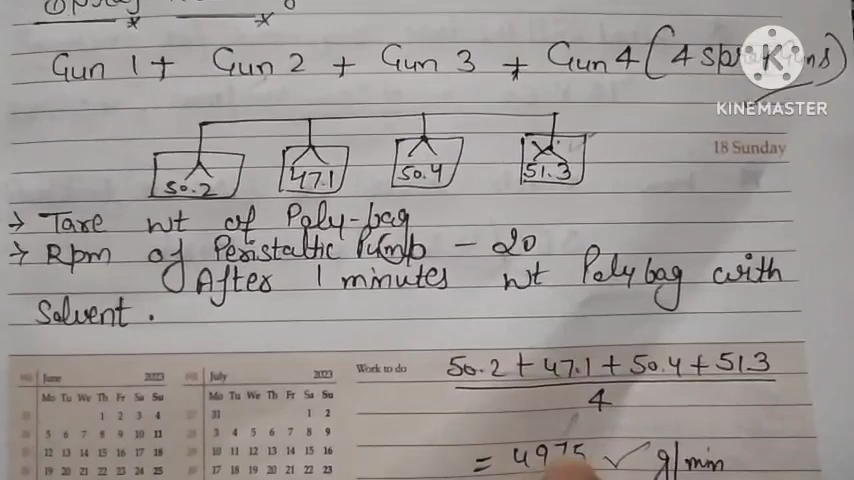 Gun 1 + Gun 2 + Gun 3 + Gun 4 (4
KINEMASTER
18 Sunday
50.2 47.1 50.4 51.3
→ Tare wt of Poly-bag
→ Rpm of Peristaltic Pump - 20
After 1 minutes wt Polybag with
Solvent.
June 2023 July 2023 Work to do 50.2 + 47.1 + 50.4 + 51.3
Mo Tu We Th Fr Sa Su Mo Tu We Th Fr Sa Su 4
1 2 3 4 31 1 2
5 6 7 8 9 10 11 3 4 5 6 7 8 9
12 13 14 15 16 17 18 10 11 12 13 14 15 16
19 20 21 22 23 24 25 17 18 19 20 21 22 23
= 4975 ✓ g/min